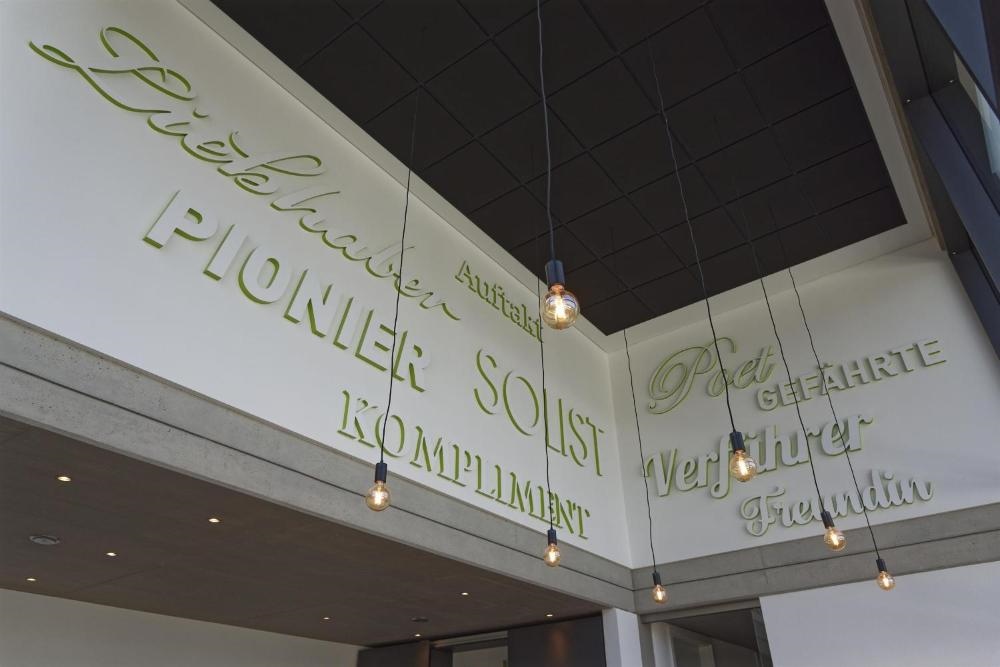 Liebhaber
PIONIER
Auftakt
SOLIST
KOMPLIMENT
Poet
GEFÄHRTE
Verführer
Freundin